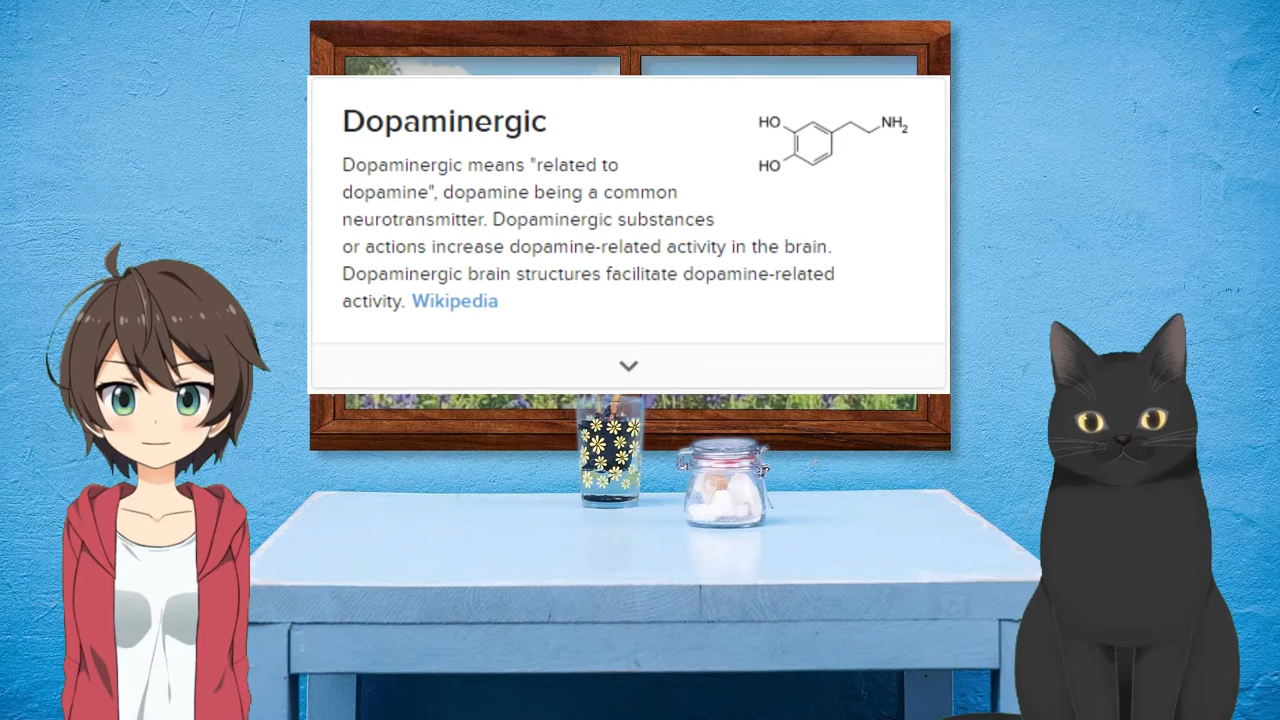 Dopaminergic
HO
NH2
HO
Dopaminergic means "related to
dopamine", dopamine being a common
neurotransmitter. Dopaminergic substances
or actions increase dopamine-related activity in the brain.
Dopaminergic brain structures facilitate dopamine-related
activity. Wikipedia